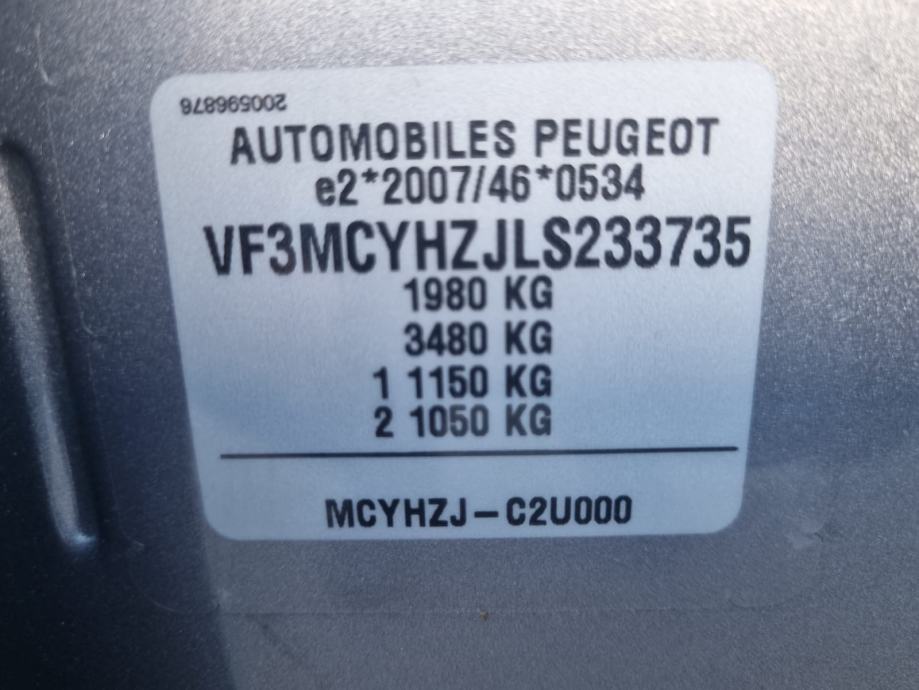 200596876
AUTOMOBILES PEUGEOT
e2*2007/46*0534
VF3MCYHZJLS233735
1980 KG
3480 KG
1 1150 KG
2 1050 KG
MCYHZJ-C2U000